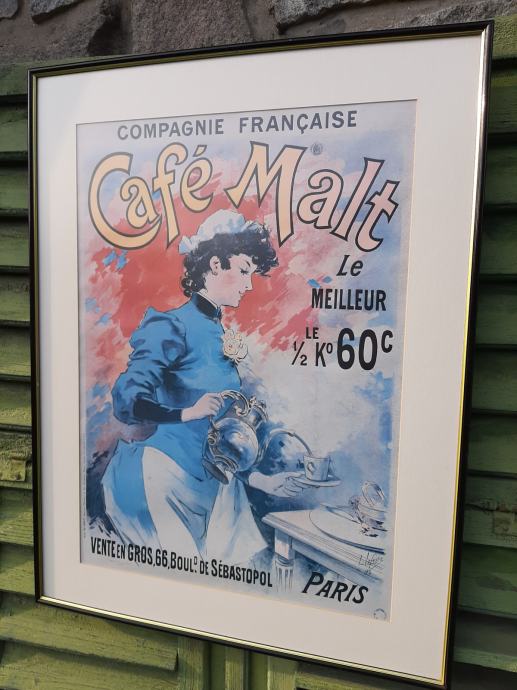 COMPAGNIE FRANÇAISE
Café Malt
Le
MEILLEUR
LE
1/2 Ko 60c
VENTE EN GROS, 66, BOULD DE SÉBASTOPOL
PARIS